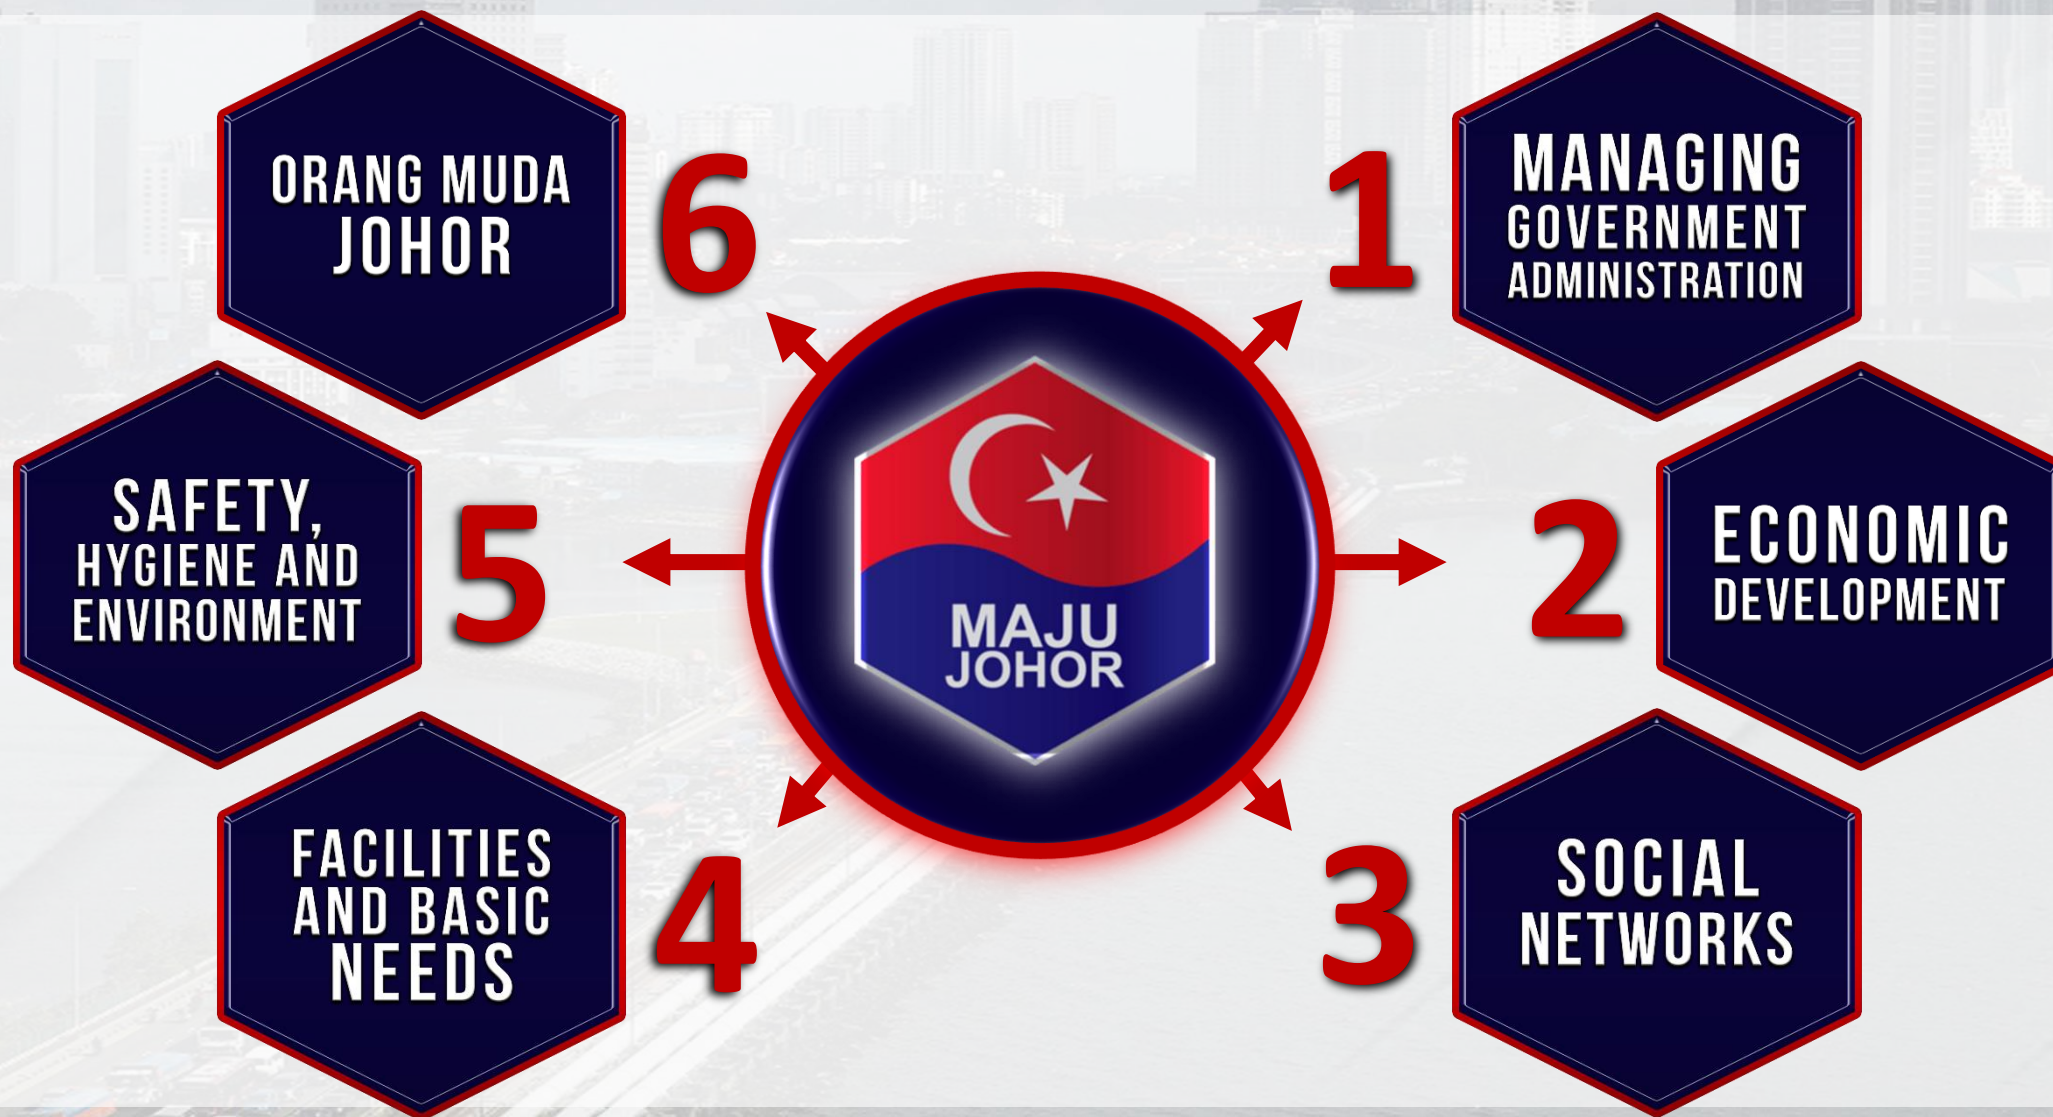 ORANG MUDA
JOHOR
6
1
MANAGING
GOVERNMENT
ADMINISTRATION
SAFETY,
HYGIENE AND
ENVIRONMENT
5
MAJU
JOHOR
2
ECONOMIC
DEVELOPMENT
FACILITIES
AND BASIC
NEEDS
4
3
SOCIAL
NETWORKS